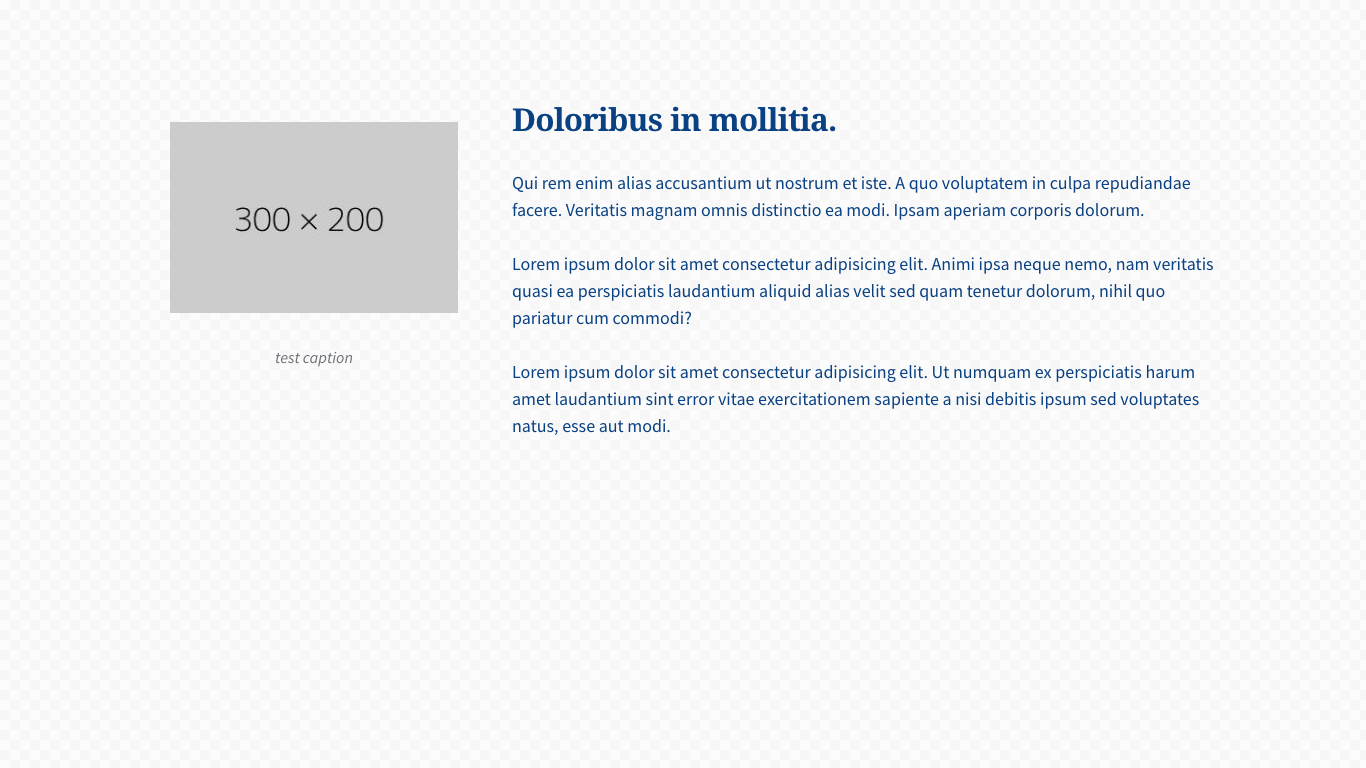 300 × 200
test caption
Doloribus in mollitia.
Qui rem enim alias accusantium ut nostrum et iste. A quo voluptatem in culpa repudiandae
facere. Veritatis magnam omnis distinctio ea modi. Ipsam aperiam corporis dolorum.
Lorem ipsum dolor sit amet consectetur adipisicing elit. Animi ipsa neque nemo, nam veritatis
quasi ea perspiciatis laudantium aliquid alias velit sed quam tenetur dolorum, nihil quo
pariatur cum commodi?
Lorem ipsum dolor sit amet consectetur adipisicing elit. Ut numquam ex perspiciatis harum
amet laudantium sint error vitae exercitationem sapiente a nisi debitis ipsum sed voluptates
natus, esse aut modi.